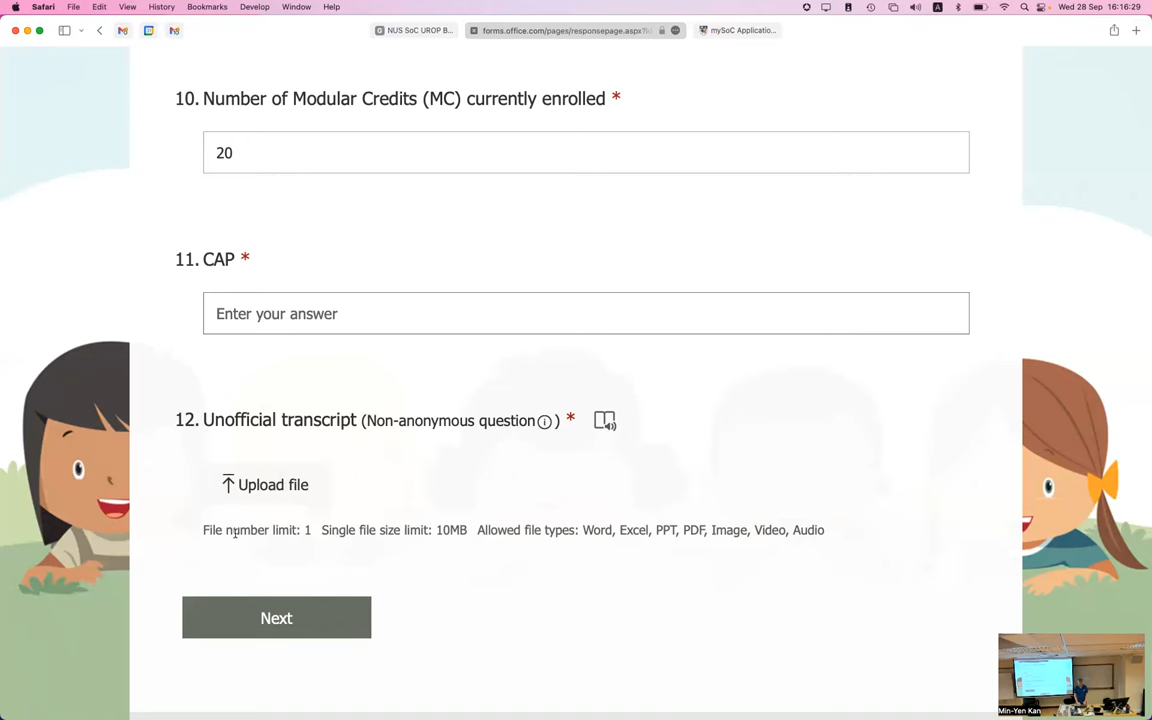 Safari File Edit View History Bookmarks Develop Window Help Wed 28 Sep 16:16:29
NUS SoC UROP B... forms.office.com/pages/responsepage.aspx?i mySoC Applicatio...
10. Number of Modular Credits (MC) currently enrolled *
20
11. CAP *
Enter your answer
12. Unofficial transcript (Non-anonymous question ) *
Upload file
File number limit: 1 Single file size limit: 10MB Allowed file types: Word, Excel, PPT, PDF, Image, Video, Audio
Next
Min-Yen Kan